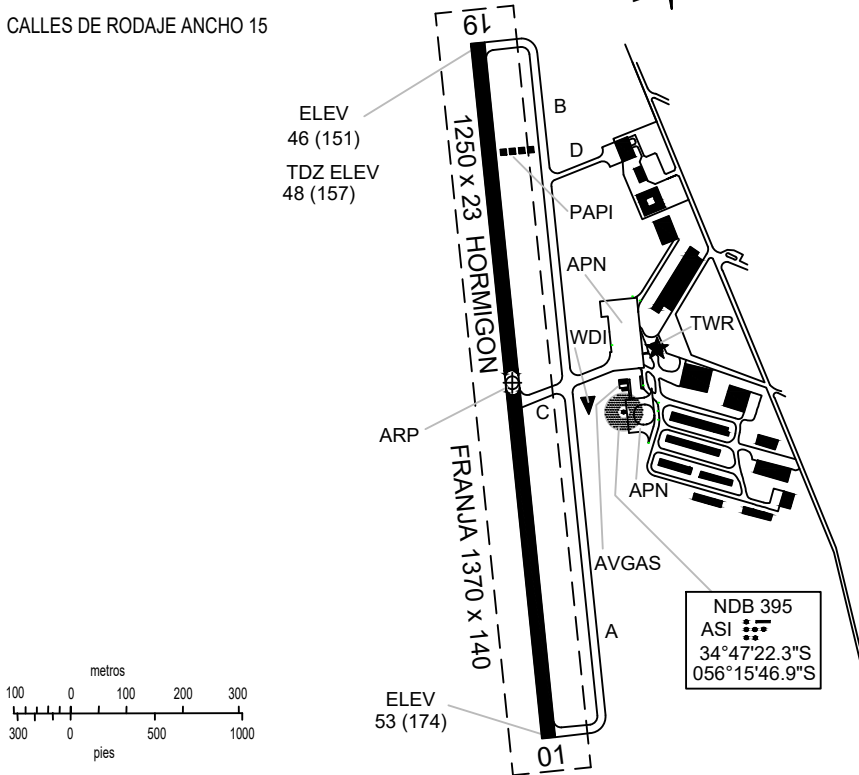 CALLES DE RODAJE ANCHO 15
19
ELEV
46 (151)
TDZ ELEV
48 (157)
B
D
PAPI
1250 x 23 HORMIGON
APN
WDI
TWR
ARP
C
FRANJA 1370 x 140
APN
AVGAS
A
NDB 395
ASI
34°47'22.3"S
056°15'46.9"S
ELEV
53 (174)
01
metros
100 0 100 200 300
300 0 500 1000
pies